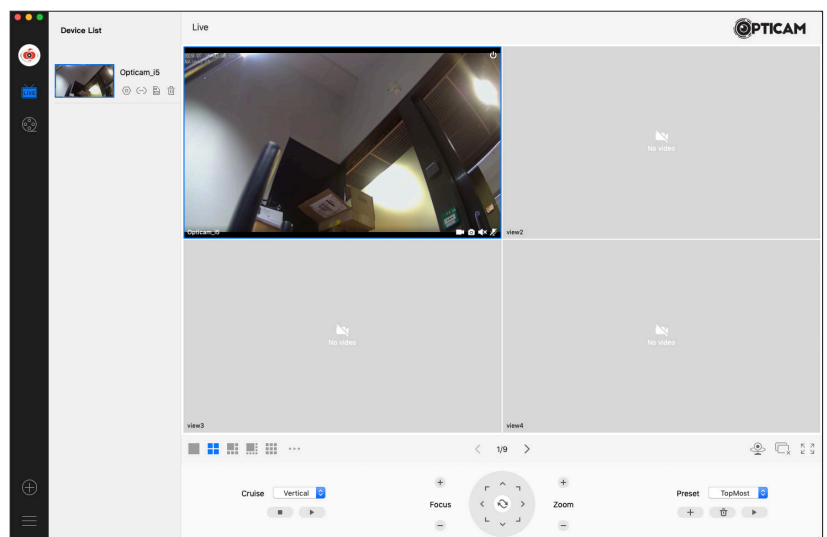 Device List
Live
OPTICAM
LIVE
Opticam_i5
Opticam_i5
No video
view2
No video
view3
No video
view4
1/9
Cruise
Vertical
Focus
Zoom
Preset
TopMost